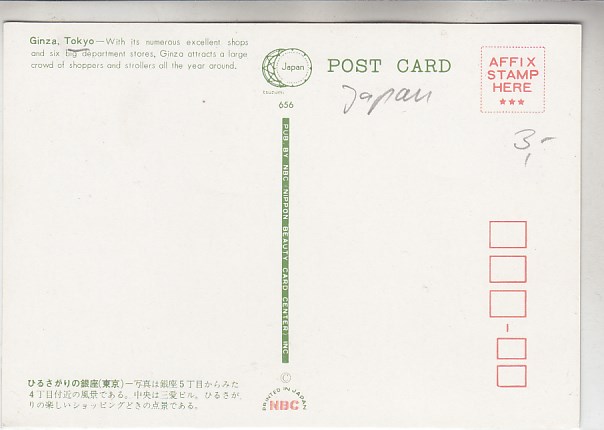 Ginza, Tokyo—With its numerous excellent shops
and six big department stores, Ginza attracts a large
crowd of shoppers and strollers all the year around.
Japan
656
POST CARD
Japan
AFFIX
STAMP
HERE
★★★
3,-
PUB BY NBC (NIPPON BEAUTY CARD CENTER) INC
ひるさがりの銀座(東京)—写真は銀座5丁目からみた
4丁目付近の風景である。中央は三愛ビル。ひるさが
りの楽しいショッピングどきの点景である。
©
PRINTED IN JAPAN
NBC